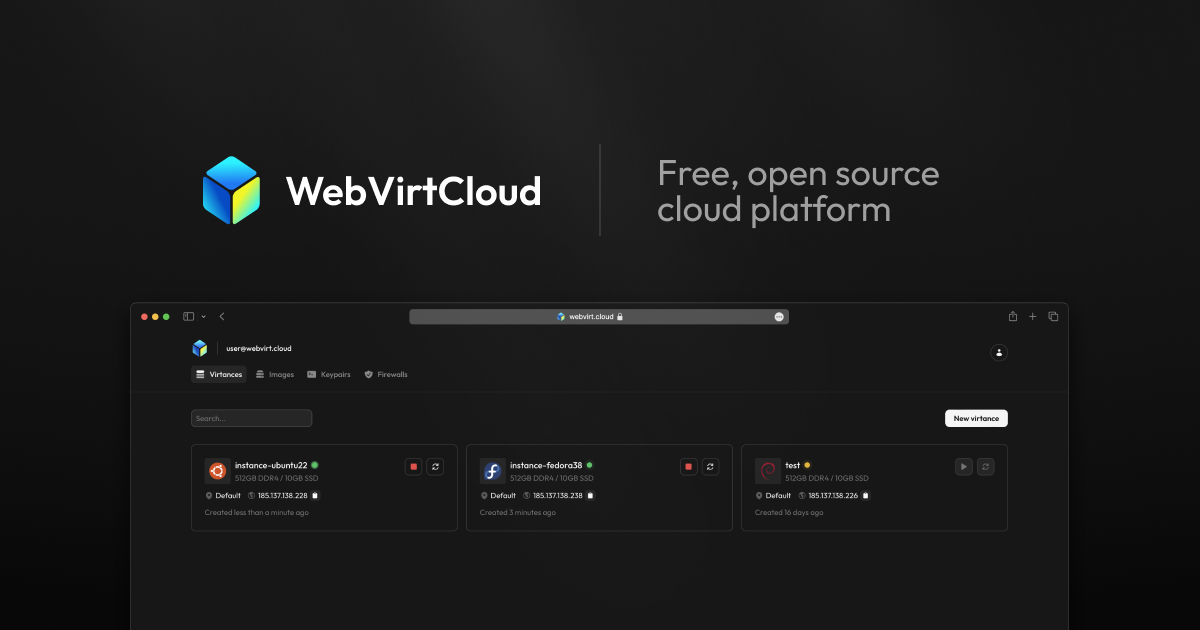 WebVirtCloud
Free, open source
cloud platform
webvirt.cloud
user@webvirt.cloud
Virtances Images Keypairs Firewalls
Search...
New virtance
instance-ubuntu22
512GB DDR4 / 10GB SSD
Default 185.137.138.228
Created less than a minute ago
instance-fedora38
512GB DDR4 / 10GB SSD
Default 185.137.138.238
Created 3 minutes ago
test
512GB DDR4 / 10GB SSD
Default 185.137.138.226
Created 16 days ago